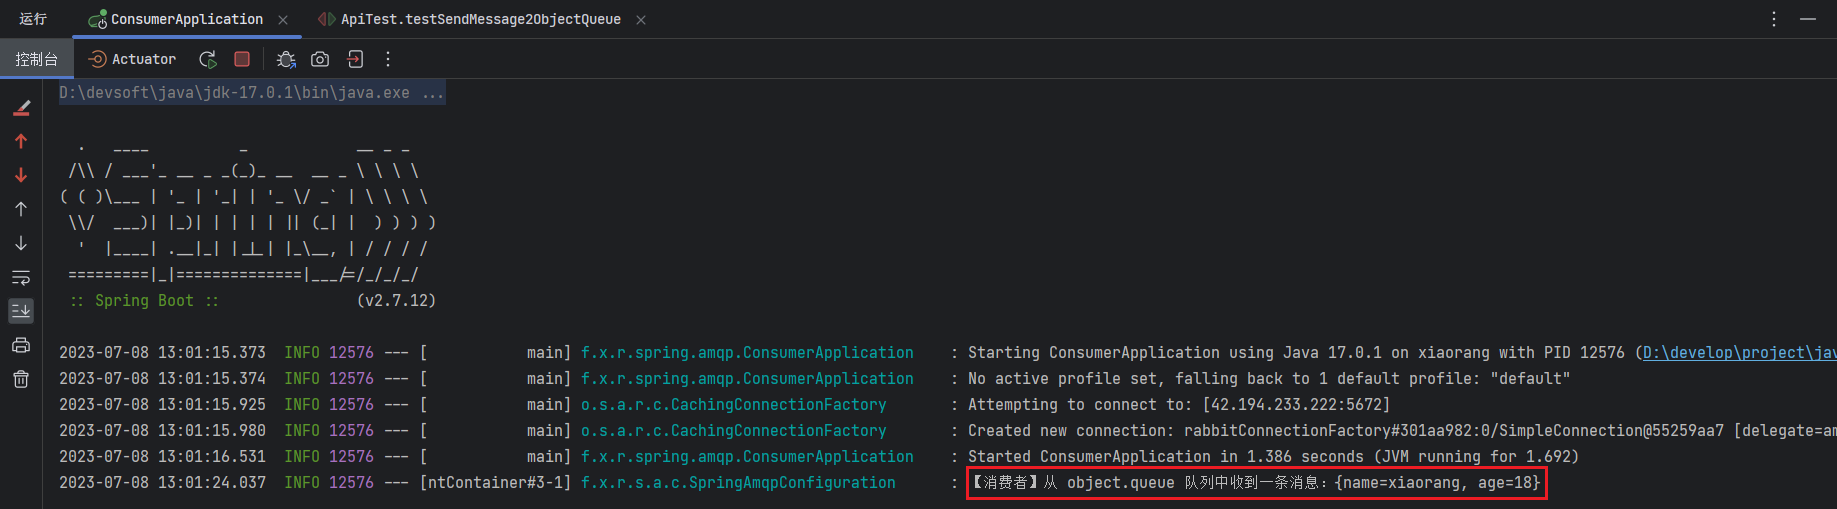 运行 ConsumerApplication ApiTest.testSendMessage2ObjectQueue
控制台 Actuator
D:\devsoft\java\jdk-17.0.1\bin\java.exe ...
  .   ____          _            __ _ _
 /\\ / ___'_ __ _ _(_)_ __  __ _ \ \ \ \
( ( )\___ | '_ | '_| | '_ \/ _` | \ \ \ \
 \\/  ___)| |_)| | | | | || (_| |  ) ) ) )
  '  |____| .__|_| |_|_| |_\__, | / / / /
 =========|_|==============|___/=/_/_/_/
 :: Spring Boot ::               (v2.7.12)
2023-07-08 13:01:15.373  INFO 12576 --- [           main] f.x.r.spring.amqp.ConsumerApplication    : Starting ConsumerApplication using Java 17.0.1 on xiaorang with PID 12576 (D:\develop\project\jav
2023-07-08 13:01:15.374  INFO 12576 --- [           main] f.x.r.spring.amqp.ConsumerApplication    : No active profile set, falling back to 1 default profile: "default"
2023-07-08 13:01:15.925  INFO 12576 --- [           main] o.s.a.r.c.CachingConnectionFactory       : Attempting to connect to: [42.194.233.222:5672]
2023-07-08 13:01:15.980  INFO 12576 --- [           main] o.s.a.r.c.CachingConnectionFactory       : Created new connection: rabbitConnectionFactory#301aa982:0/SimpleConnection@55259aa7 [delegate=am
2023-07-08 13:01:16.531  INFO 12576 --- [           main] f.x.r.spring.amqp.ConsumerApplication    : Started ConsumerApplication in 1.386 seconds (JVM running for 1.692)
2023-07-08 13:01:24.037  INFO 12576 --- [ntContainer#3-1] f.x.r.s.a.c.SpringAmqpConfiguration      : 【消费者】从 object.queue 队列中收到一条消息：{name=xiaorang, age=18}